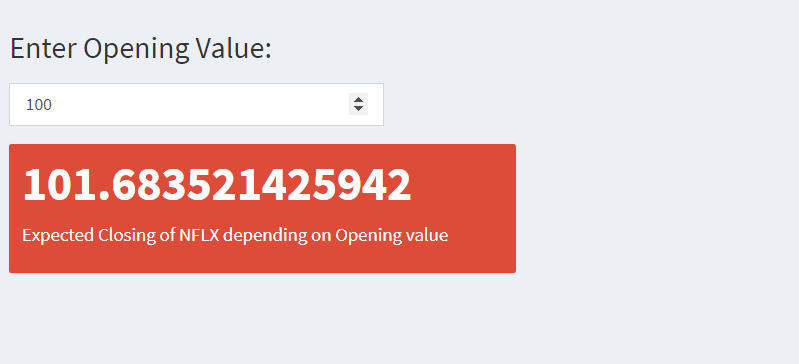 Enter Opening Value:
100
101.683521425942
Expected Closing of NFLX depending on Opening value